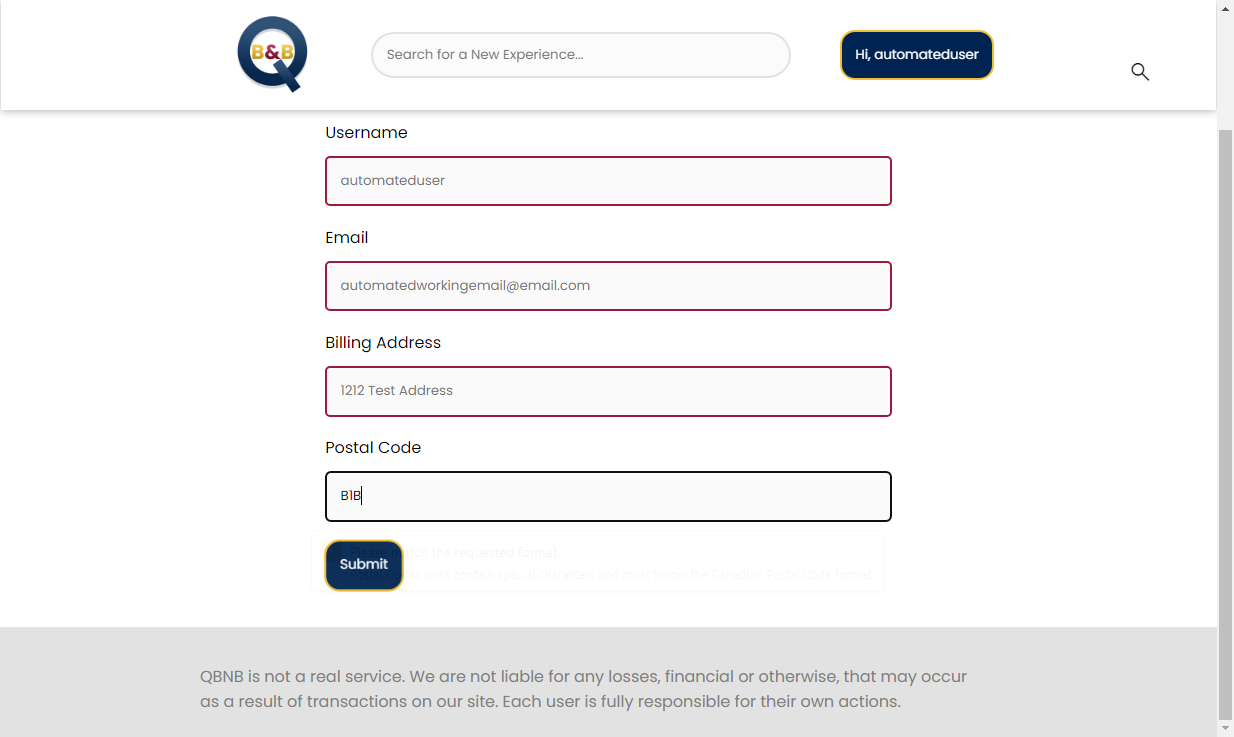 B&B
Search for a New Experience...
Hi, automateduser
Username
automateduser
Email
automatedworkingemail@email.com
Billing Address
1212 Test Address
Postal Code
B1B
Please match the requested format.
Submit
can't contain special characters and must follow the Canadian Postal Code format
QBNB is not a real service. We are not liable for any losses, financial or otherwise, that may occur
as a result of transactions on our site. Each user is fully responsible for their own actions.